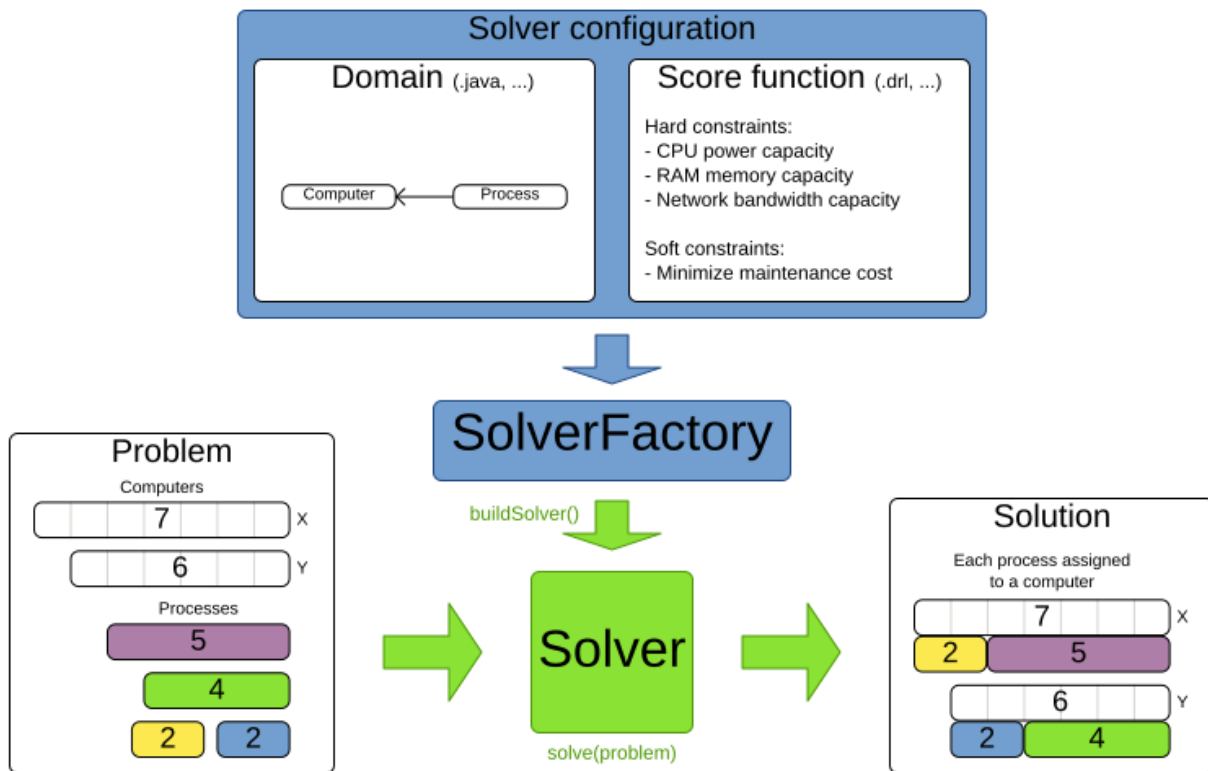 Solver configuration
Domain (.java, ...)
Computer
Process
Score function (.drl, ...)
Hard constraints:
- CPU power capacity
- RAM memory capacity
- Network bandwidth capacity
Soft constraints:
- Minimize maintenance cost
SolverFactory
buildSolver()
Problem
Computers
7 X
6 Y
Processes
5
4
2 2
Solver
solve(problem)
Solution
Each process assigned
to a computer
7 X
2 5
6 Y
2 4